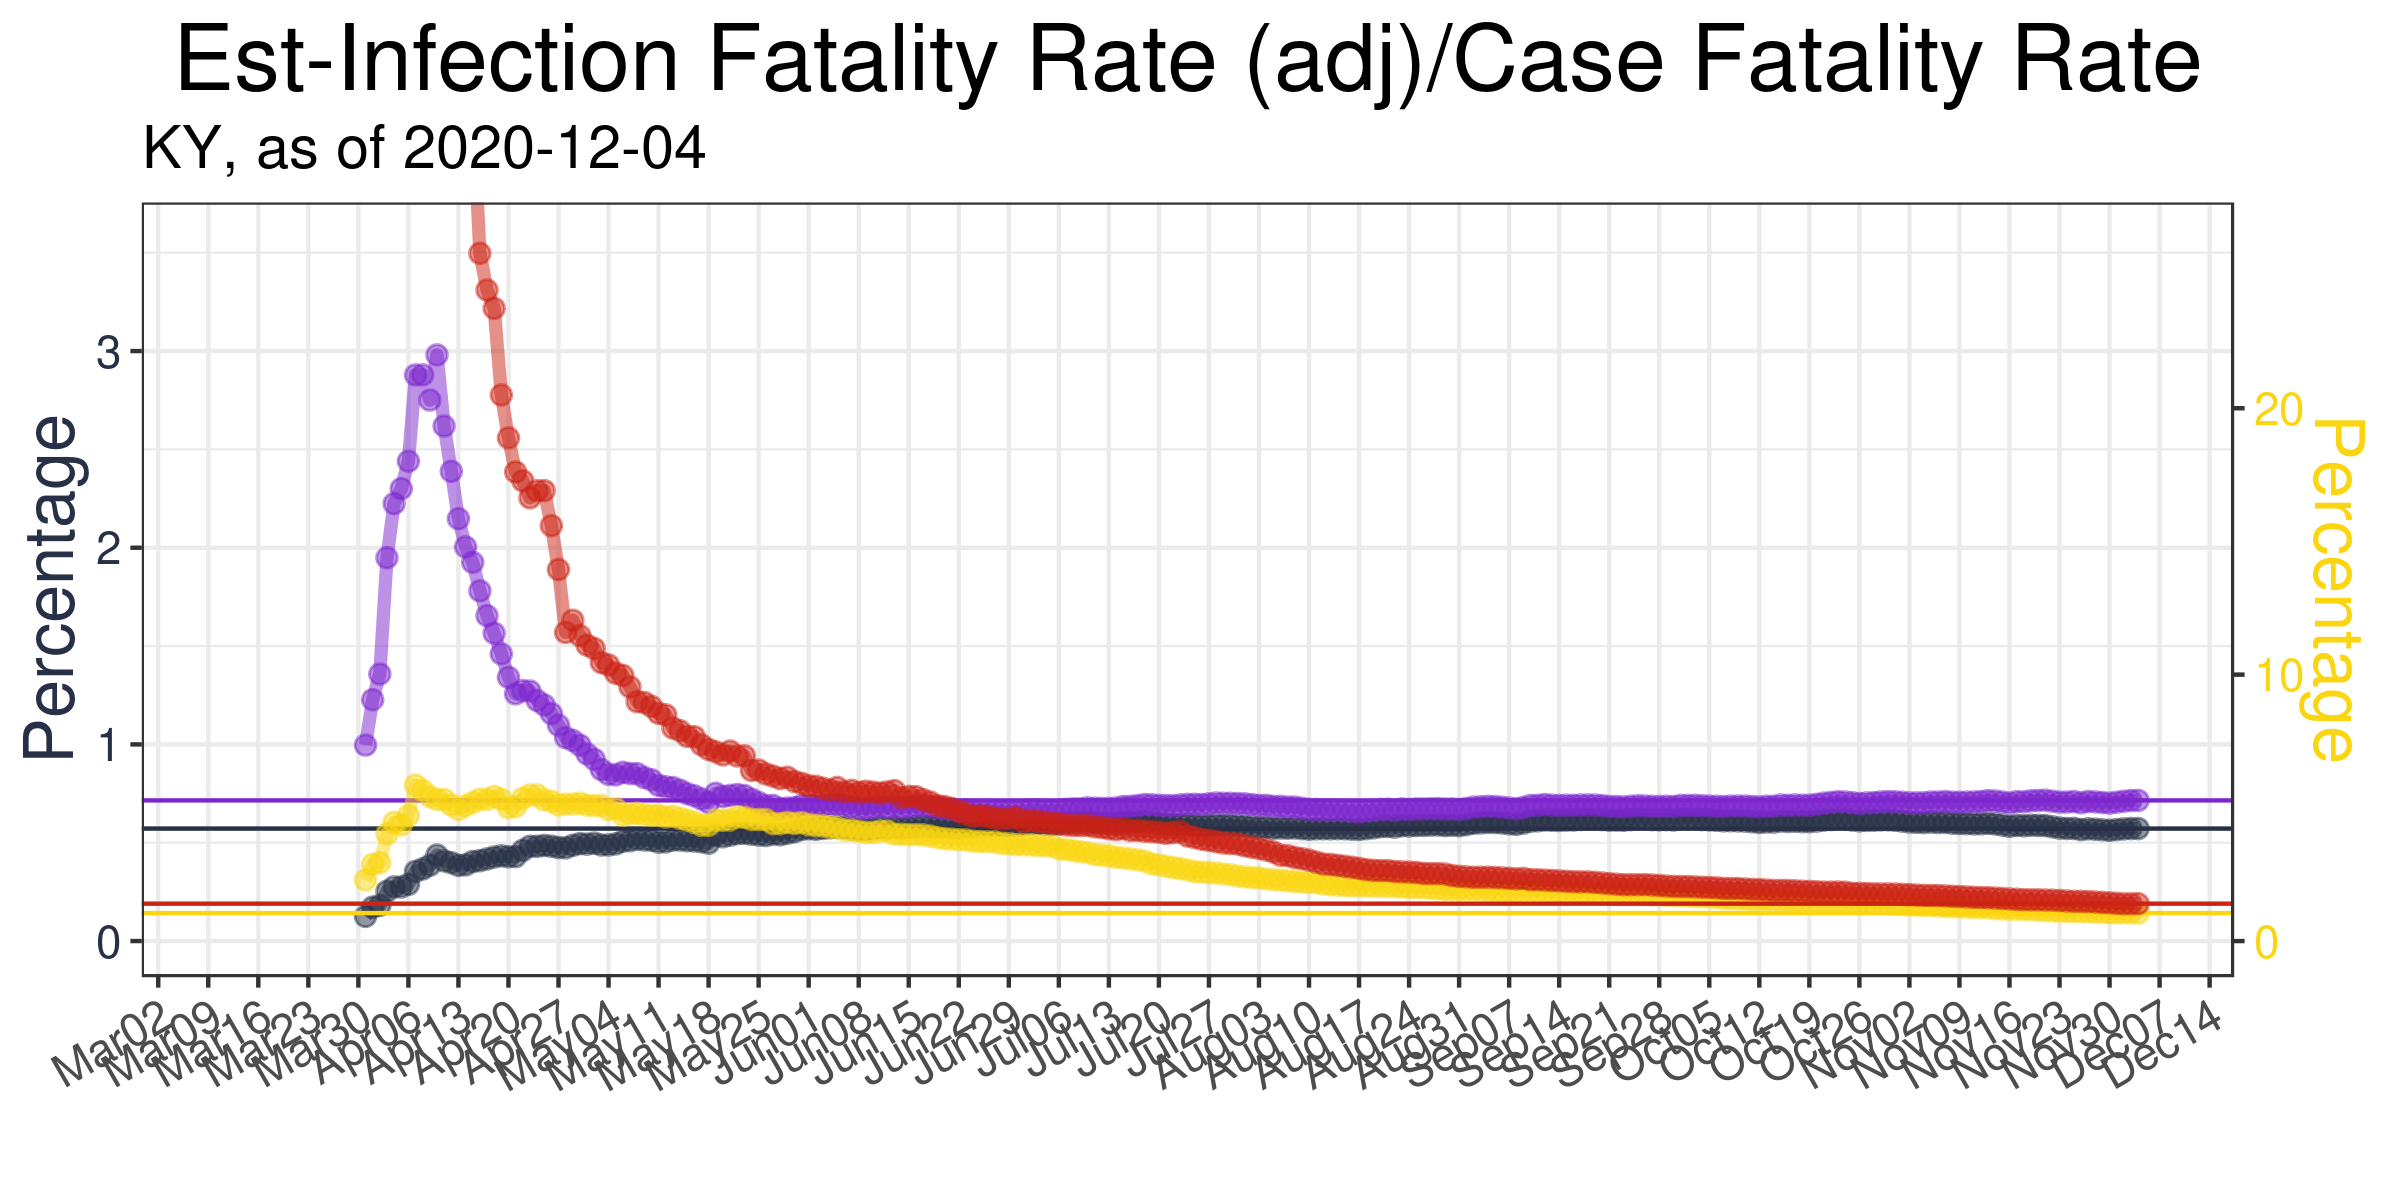 Est-Infection Fatality Rate (adj)/Case Fatality Rate
KY, as of 2020-12-04
Percentage
3
2
1
0
20
10
0
Percentage
Mar02
Mar09
Mar16
Mar23
Mar30
Apr06
Apr13
Apr20
Apr27
May04
May11
May18
May25
Jun01
Jun08
Jun15
Jun22
Jun29
Jul06
Jul13
Jul20
Jul27
Aug03
Aug10
Aug17
Aug24
Aug31
Sep07
Sep14
Sep21
Sep28
Oct05
Oct12
Oct19
Oct26
Nov02
Nov09
Nov16
Nov23
Nov30
Dec07
Dec14